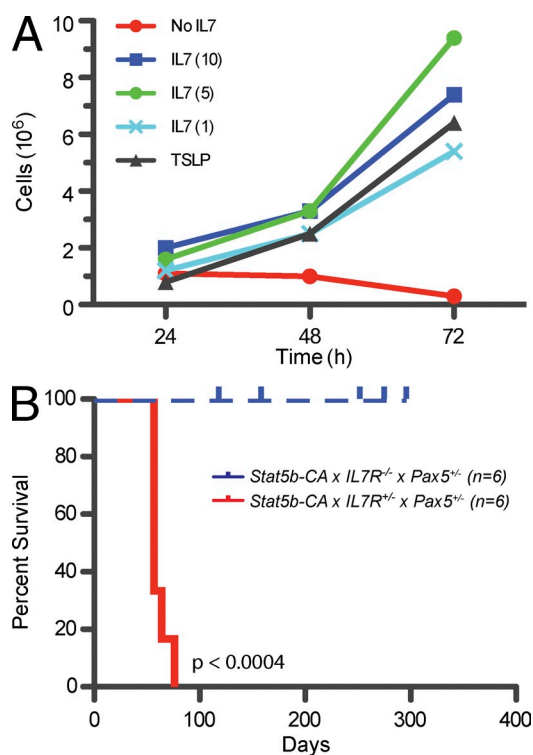 A
10
8
6
4
2
0
Cells (10⁶)
No IL7
IL7 (10)
IL7 (5)
IL7 (1)
TSLP
24 48 72
Time (h)
B
100
80
60
40
20
0
Percent Survival
Stat5b-CA x IL7R⁻/⁻ x Pax5⁺/⁻ (n=6)
Stat5b-CA x IL7R⁺/⁻ x Pax5⁺/⁻ (n=6)
p < 0.0004
0 100 200 300 400
Days